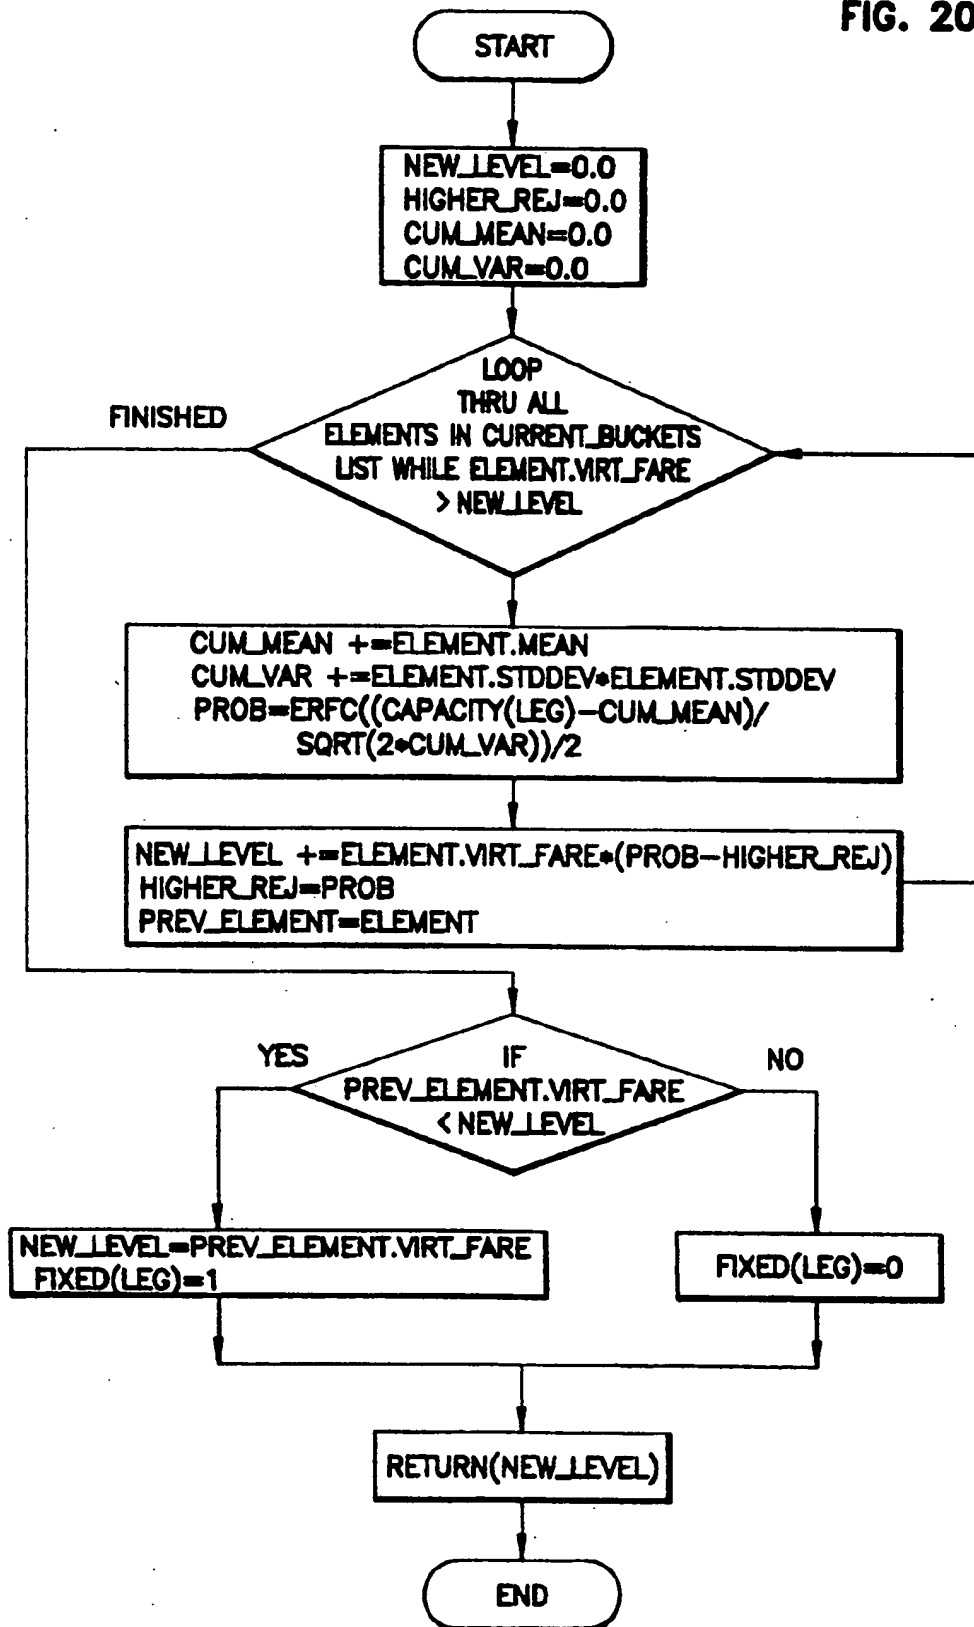 FIG. 20
START
NEW_LEVEL=0.0
HIGHER_REJ=0.0
CUM_MEAN=0.0
CUM_VAR=0.0
LOOP
THRU ALL
ELEMENTS IN CURRENT_BUCKETS
LIST WHILE ELEMENT.VIRT_FARE
> NEW_LEVEL
FINISHED
CUM_MEAN +=ELEMENT.MEAN
CUM_VAR +=ELEMENT.STDDEV*ELEMENT.STDDEV
PROB=ERFC((CAPACITY(LEG)-CUM_MEAN)/
SQRT(2*CUM_VAR))/2
NEW_LEVEL +=ELEMENT.VIRT_FARE*(PROB-HIGHER_REJ)
HIGHER_REJ=PROB
PREV_ELEMENT=ELEMENT
YES
IF
PREV_ELEMENT.VIRT_FARE
< NEW_LEVEL
NO
NEW_LEVEL=PREV_ELEMENT.VIRT_FARE
FIXED(LEG)=1
FIXED(LEG)=0
RETURN(NEW_LEVEL)
END